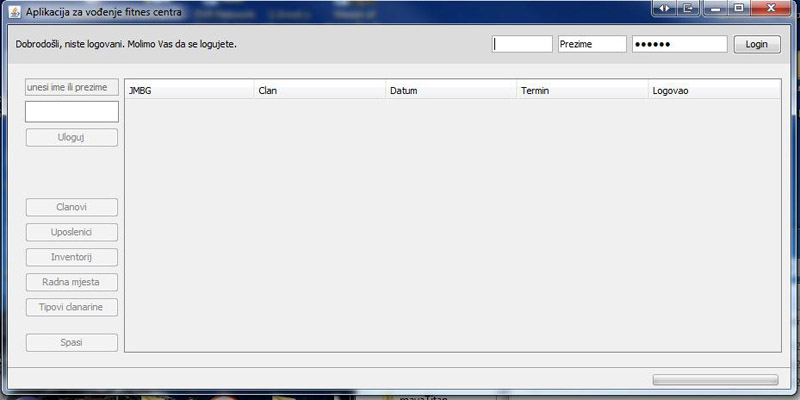 Aplikacija za vođenje fitnes centra
Dobrodošli, niste logovani. Molimo Vas da se logujete.
Prezime
••••••
Login
unesi ime ili prezime
JMBG Clan Datum Termin Logovao
Uloguj
Clanovi
Uposlenici
Inventorij
Radna mjesta
Tipovi clanarine
Spasi